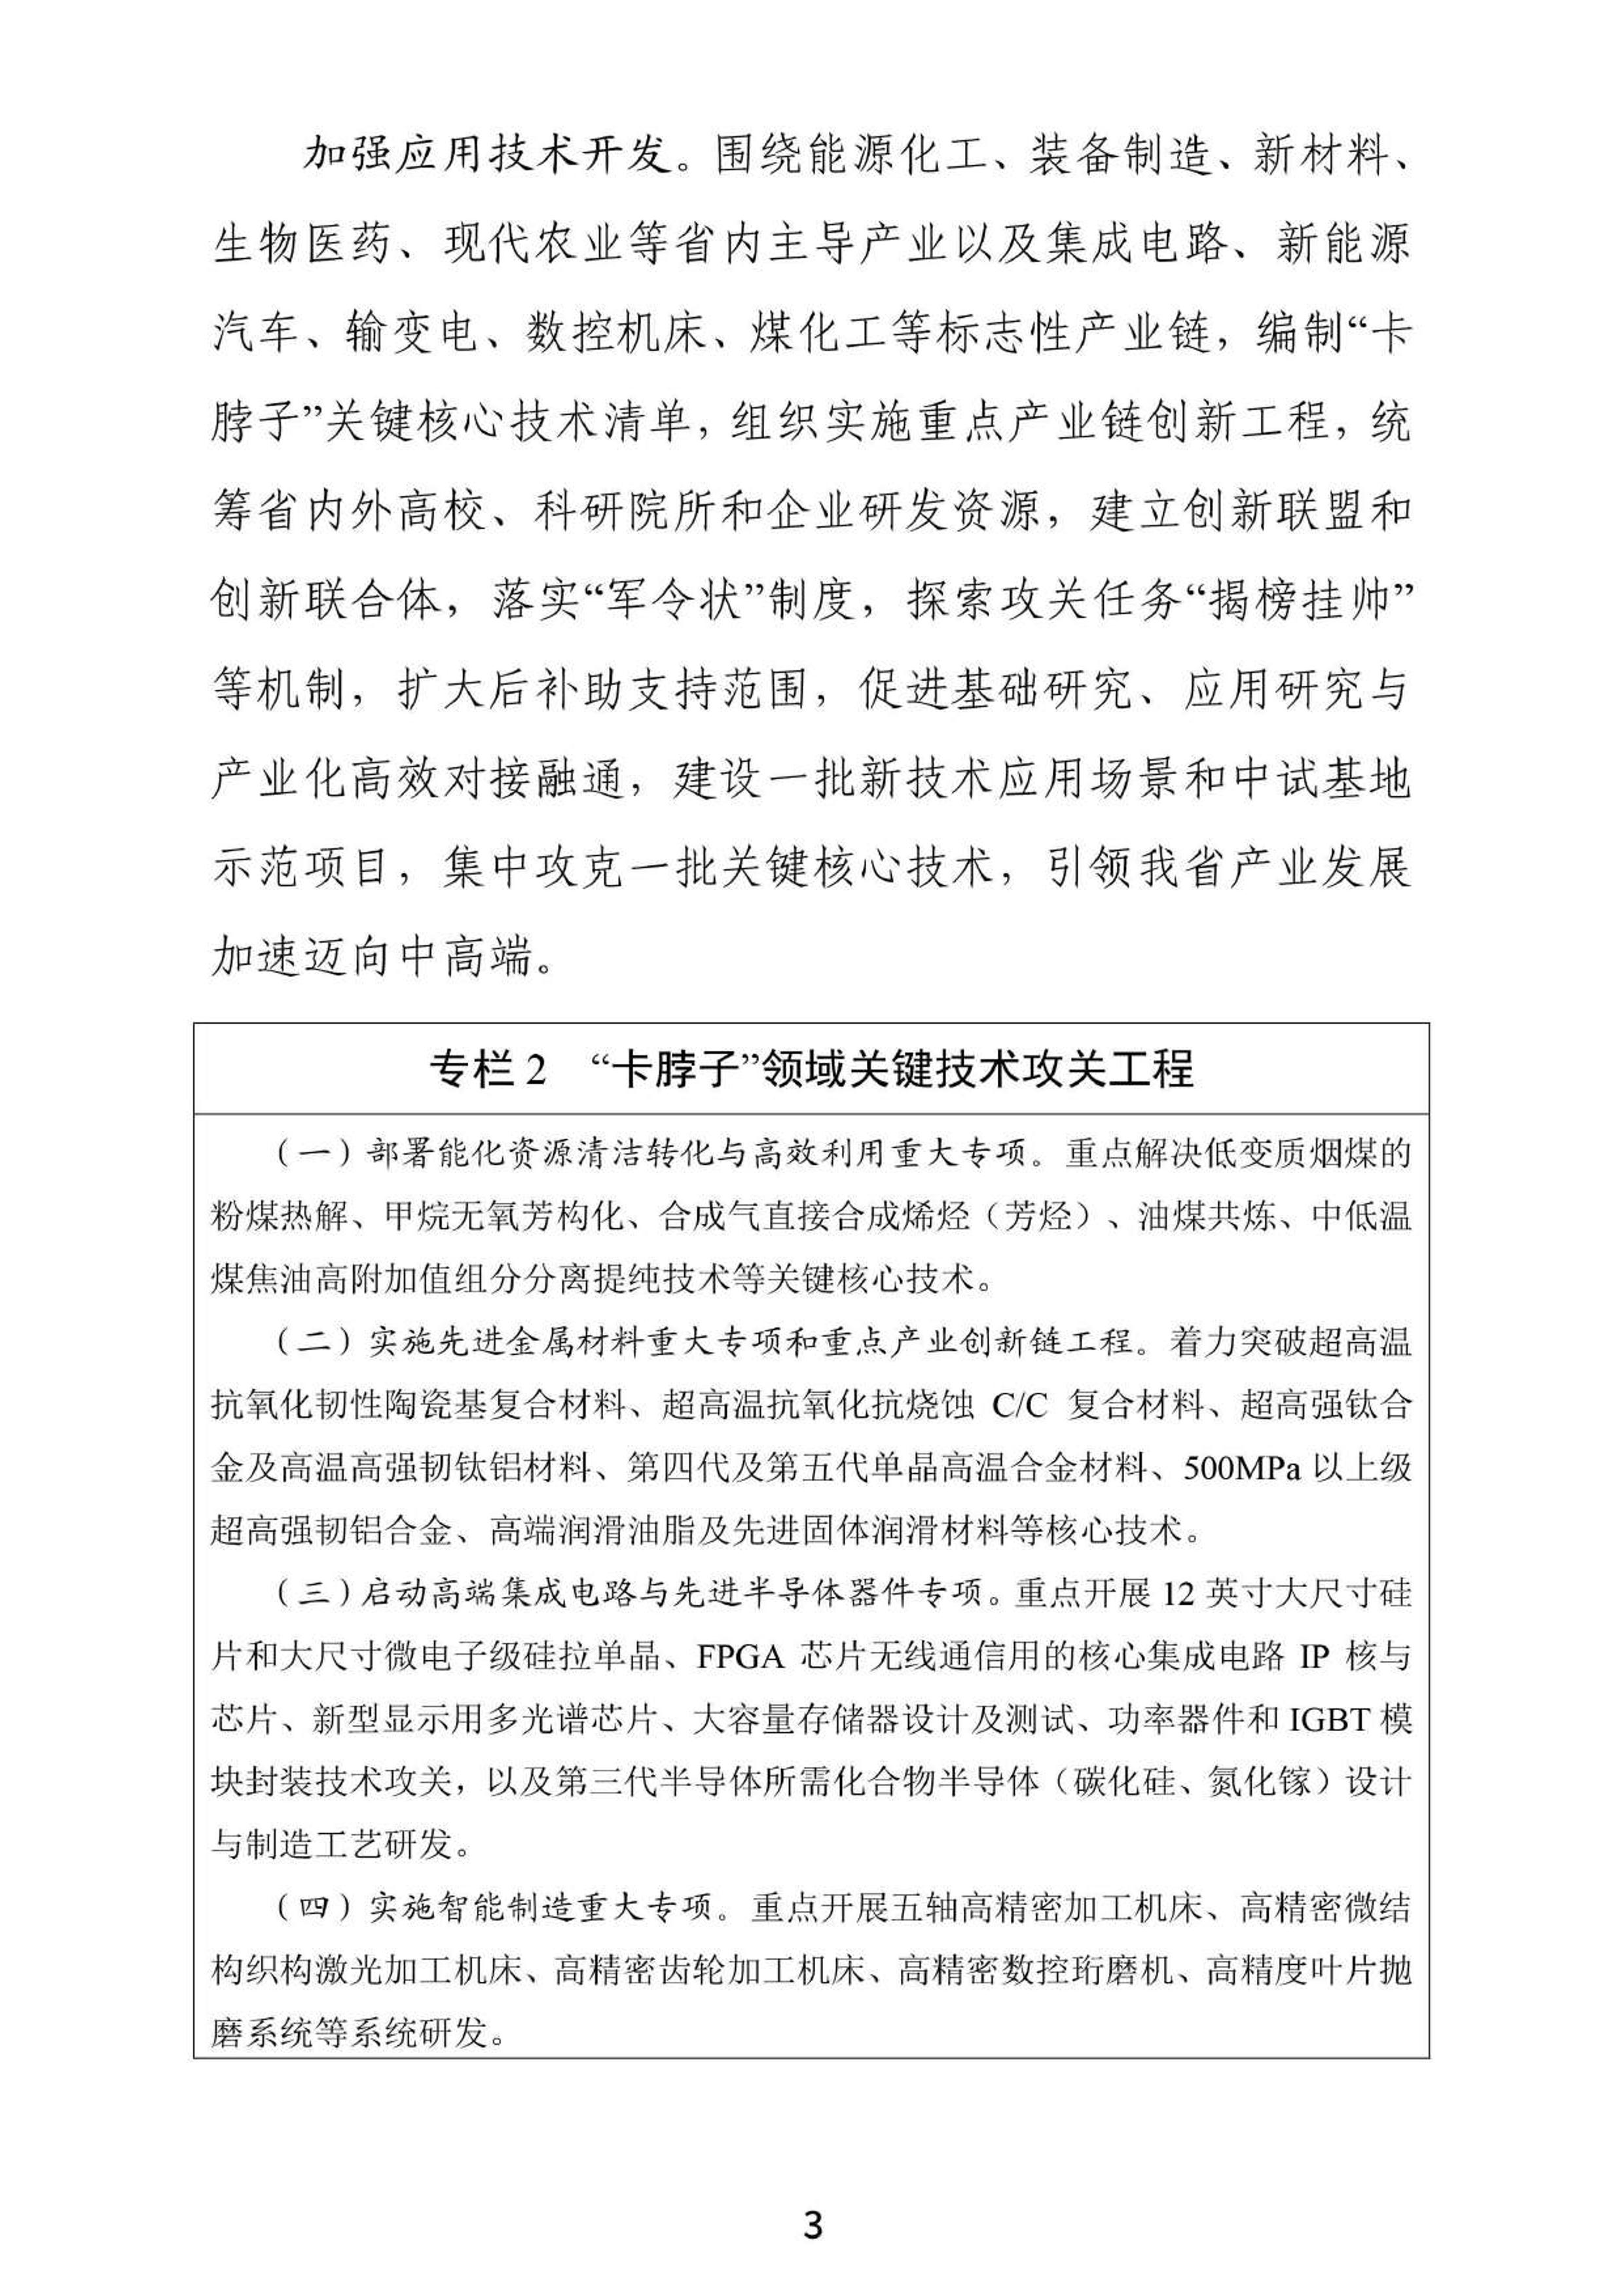 加强应用技术开发。围绕能源化工、装备制造、新材料、
生物医药、现代农业等省内主导产业以及集成电路、新能源
汽车、输变电、数控机床、煤化工等标志性产业链，编制“卡
脖子”关键核心技术清单，组织实施重点产业链创新工程，统
筹省内外高校、科研院所和企业研发资源，建立创新联盟和
创新联合体，落实“军令状”制度，探索攻关任务“揭榜挂帅”
等机制，扩大后补助支持范围，促进基础研究、应用研究与
产业化高效对接融通，建设一批新技术应用场景和中试基地
示范项目，集中攻克一批关键核心技术，引领我省产业发展
加速迈向中高端。
专栏 2 “卡脖子”领域关键技术攻关工程
（一）部署能化资源清洁转化与高效利用重大专项。重点解决低变质烟煤的
粉煤热解、甲烷无氧芳构化、合成气直接合成烯烃（芳烃）、油煤共炼、中低温
煤焦油高附加值组分分离提纯技术等关键核心技术。
（二）实施先进金属材料重大专项和重点产业创新链工程。着力突破超高温
抗氧化韧性陶瓷基复合材料、超高温抗氧化抗烧蚀 C/C 复合材料、超高强钛合
金及高温高强韧钛铝材料、第四代及第五代单晶高温合金材料、500MPa 以上级
超高强韧铝合金、高端润滑油脂及先进固体润滑材料等核心技术。
（三）启动高端集成电路与先进半导体器件专项。重点开展 12 英寸大尺寸硅
片和大尺寸微电子级硅拉单晶、FPGA 芯片无线通信用的核心集成电路 IP 核与
芯片、新型显示用多光谱芯片、大容量存储器设计及测试、功率器件和 IGBT 模
块封装技术攻关，以及第三代半导体所需化合物半导体（碳化硅、氮化镓）设计
与制造工艺研发。
（四）实施智能制造重大专项。重点开展五轴高精密加工机床、高精密微结
构织构激光加工机床、高精密齿轮加工机床、高精密数控珩磨机、高精度叶片抛
磨系统等系统研发。
3